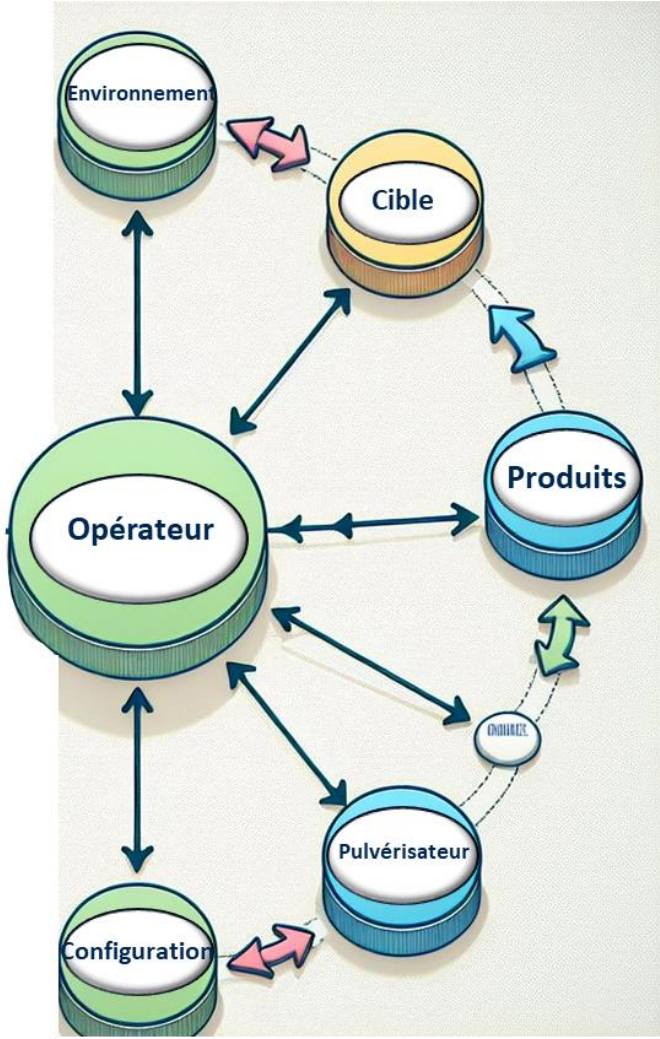 Environnement
Cible
Produits
Opérateur
Pulvérisateur
Configuration